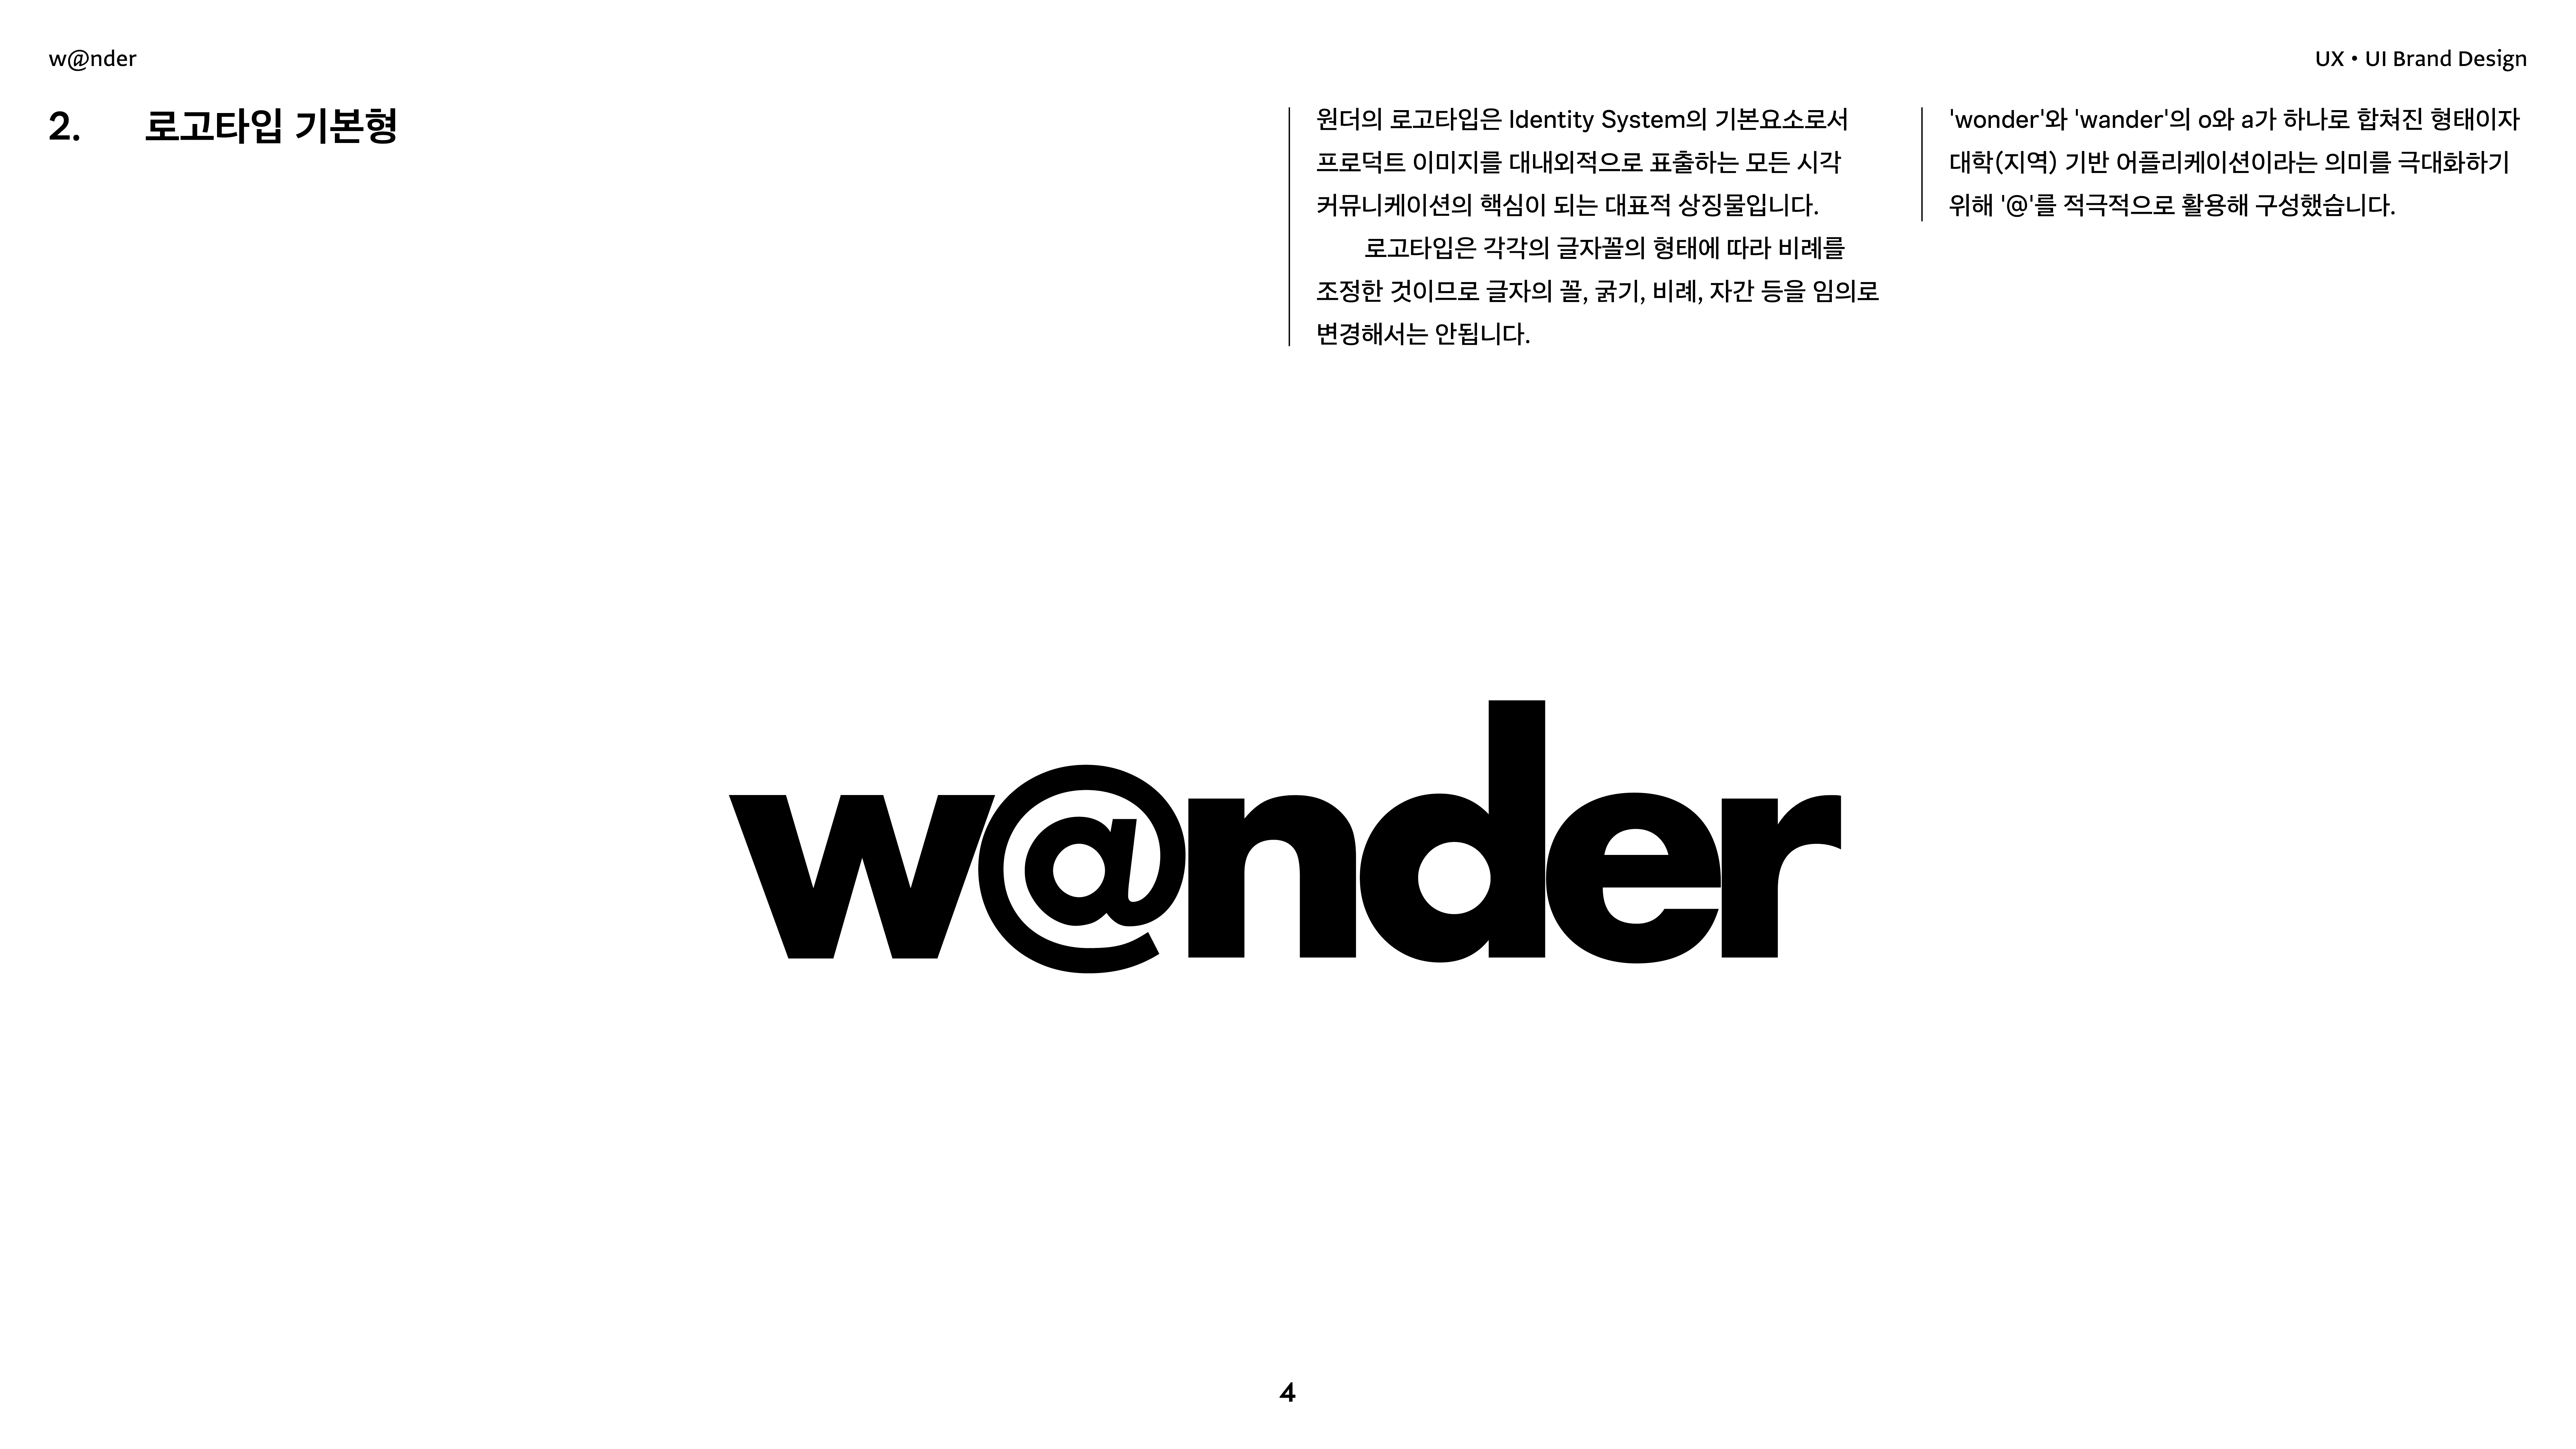 w@nder
UX • UI Brand Design
2. 로고타입 기본형
원더의 로고타입은 Identity System의 기본요소로서
프로덕트 이미지를 대내외적으로 표출하는 모든 시각
커뮤니케이션의 핵심이 되는 대표적 상징물입니다.
로고타입은 각각의 글자꼴의 형태에 따라 비례를
조정한 것이므로 글자의 꼴, 굵기, 비례, 자간 등을 임의로
변경해서는 안됩니다.
'wonder'와 'wander'의 o와 a가 하나로 합쳐진 형태이자
대학(지역) 기반 어플리케이션이라는 의미를 극대화하기
위해 '@'를 적극적으로 활용해 구성했습니다.
w@nder
4